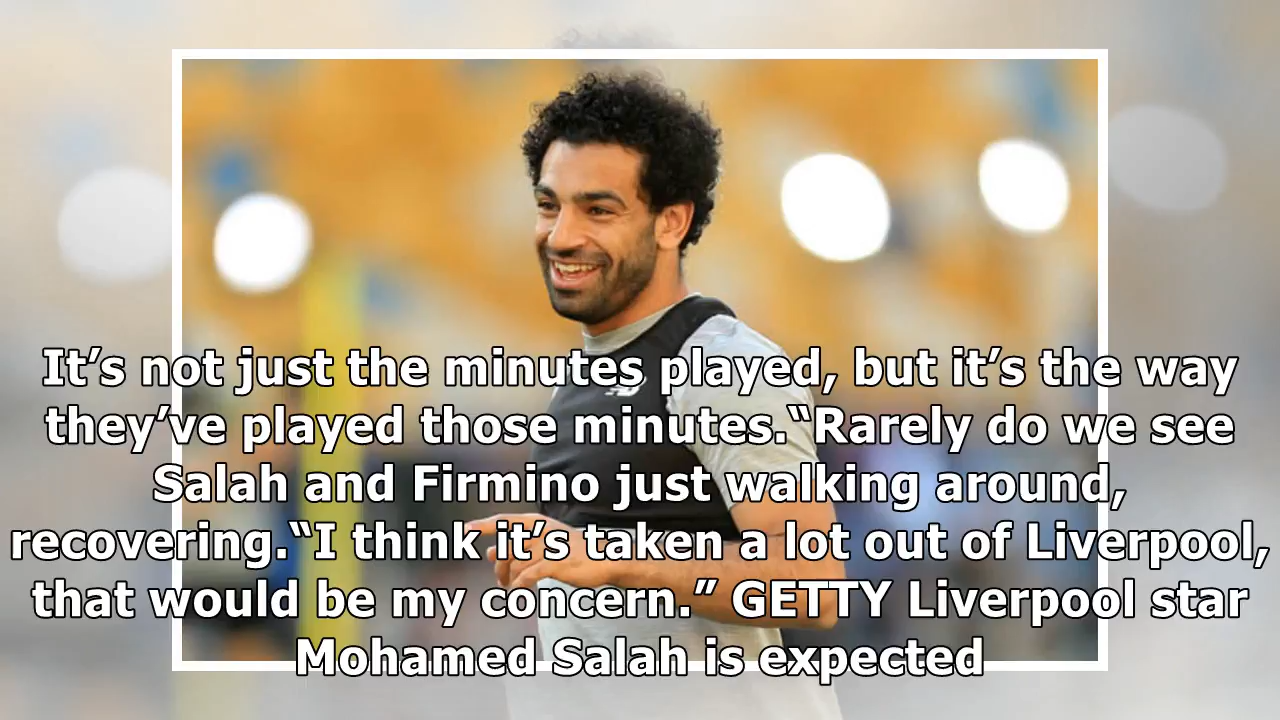 It’s not just the minutes played, but it’s the way
they’ve played those minutes.“Rarely do we see
Salah and Firmino just walking around,
recovering.“I think it’s taken a lot out of Liverpool,
that would be my concern.” GETTY Liverpool star
Mohamed Salah is expected